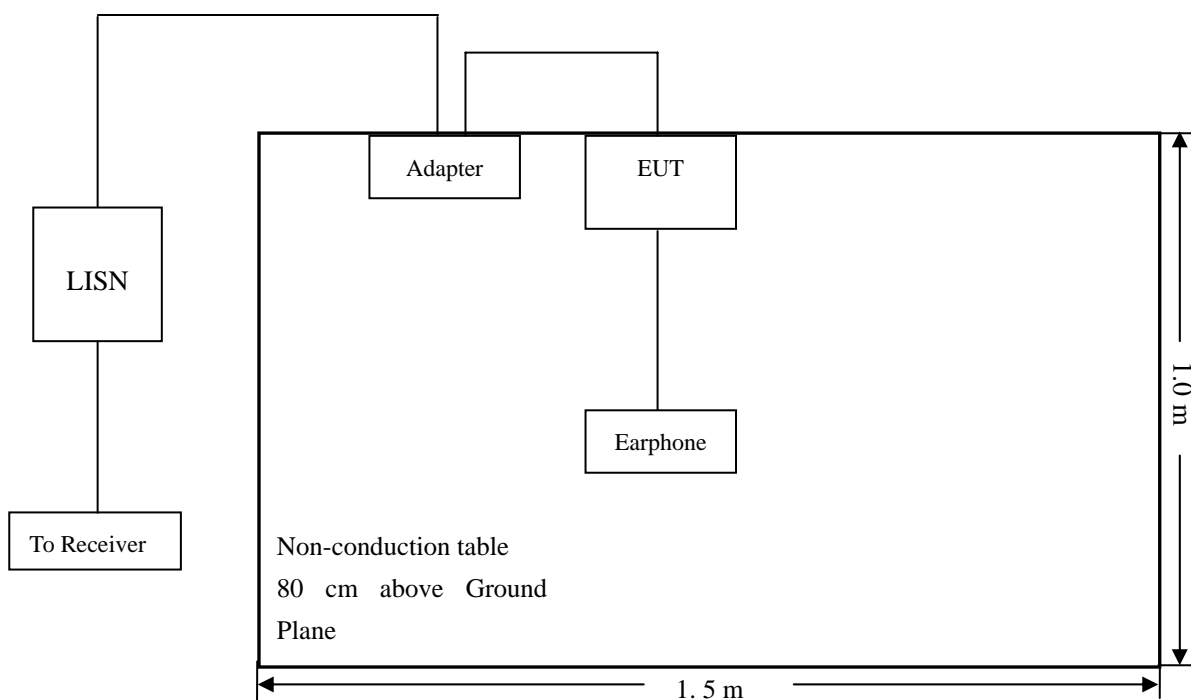 Adapter
EUT
LISN
Earphone
To Receiver
Non-conduction table
80 cm above Ground
Plane
1.0 m
1. 5 m